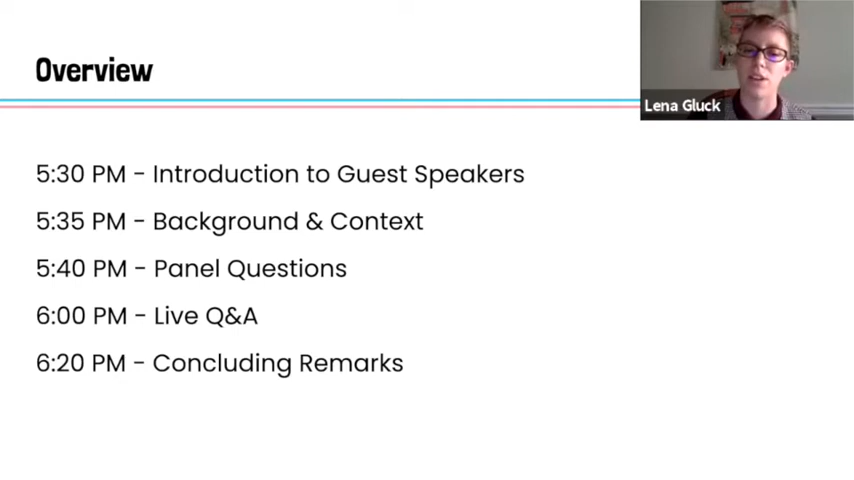 Overview
Lena Gluck
5:30 PM - Introduction to Guest Speakers
5:35 PM - Background & Context
5:40 PM - Panel Questions
6:00 PM - Live Q&A
6:20 PM - Concluding Remarks